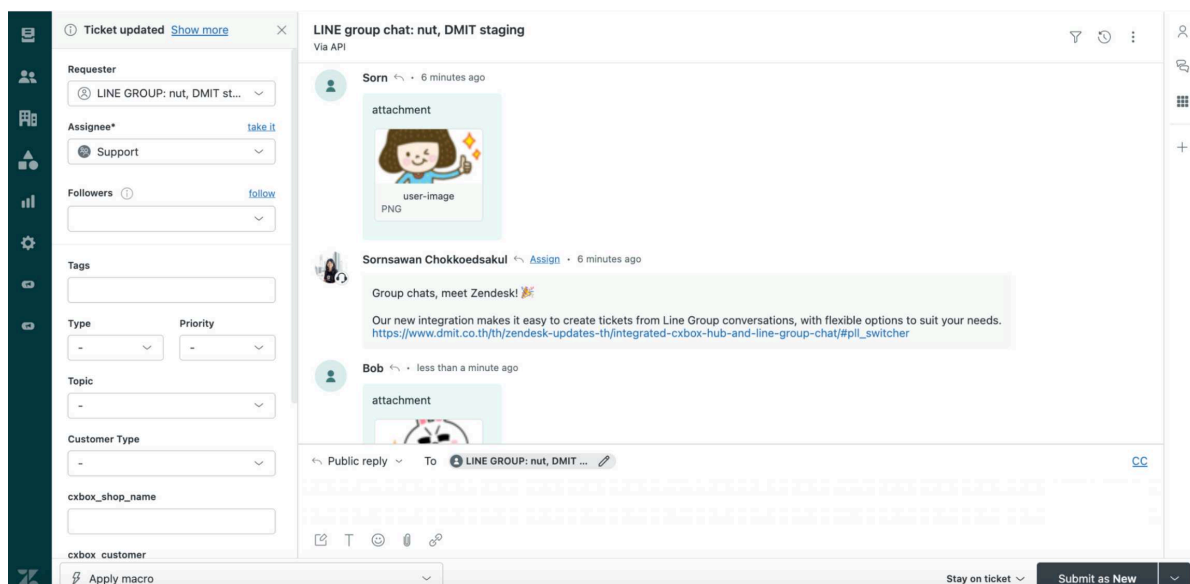 Ticket updated Show more
LINE group chat: nut, DMIT staging
Via API
Requester
LINE GROUP: nut, DMIT st...
Assignee*
take it
Support
Followers
follow
Tags
Type
Priority
-
-
Topic
-
Customer Type
-
cxbox_shop_name
cxbox_customer
Sorn • 6 minutes ago
attachment
user-image
PNG
Sornsawan Chokkoedsakul Assign • 6 minutes ago
Group chats, meet Zendesk! 🎉
Our new integration makes it easy to create tickets from Line Group conversations, with flexible options to suit your needs.
https://www.dmit.co.th/th/zendesk-updates-th/integrated-cxbox-hub-and-line-group-chat/#pll_switcher
Bob • less than a minute ago
attachment
Public reply To LINE GROUP: nut, DMIT ...
CC
Apply macro
Stay on ticket
Submit as New